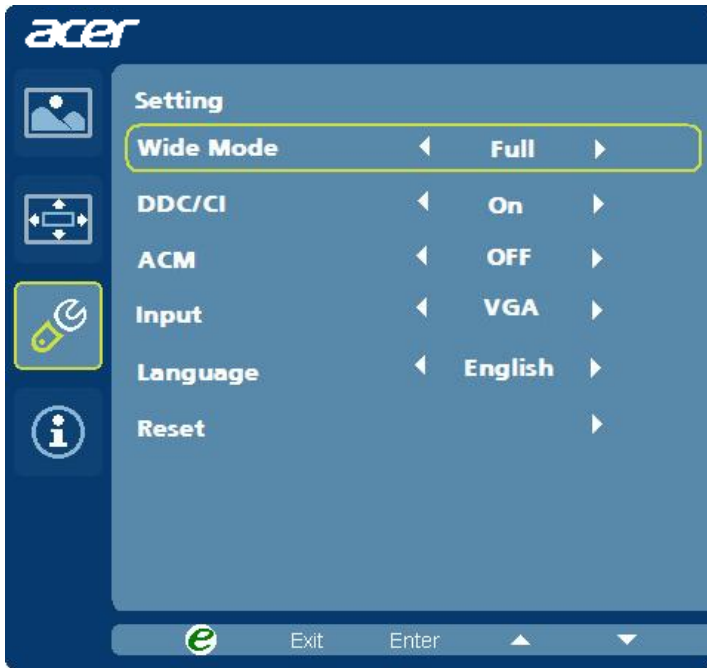 acer
Setting
Wide Mode Full
DDC/CI On
ACM OFF
Input VGA
Language English
Reset
e Exit Enter